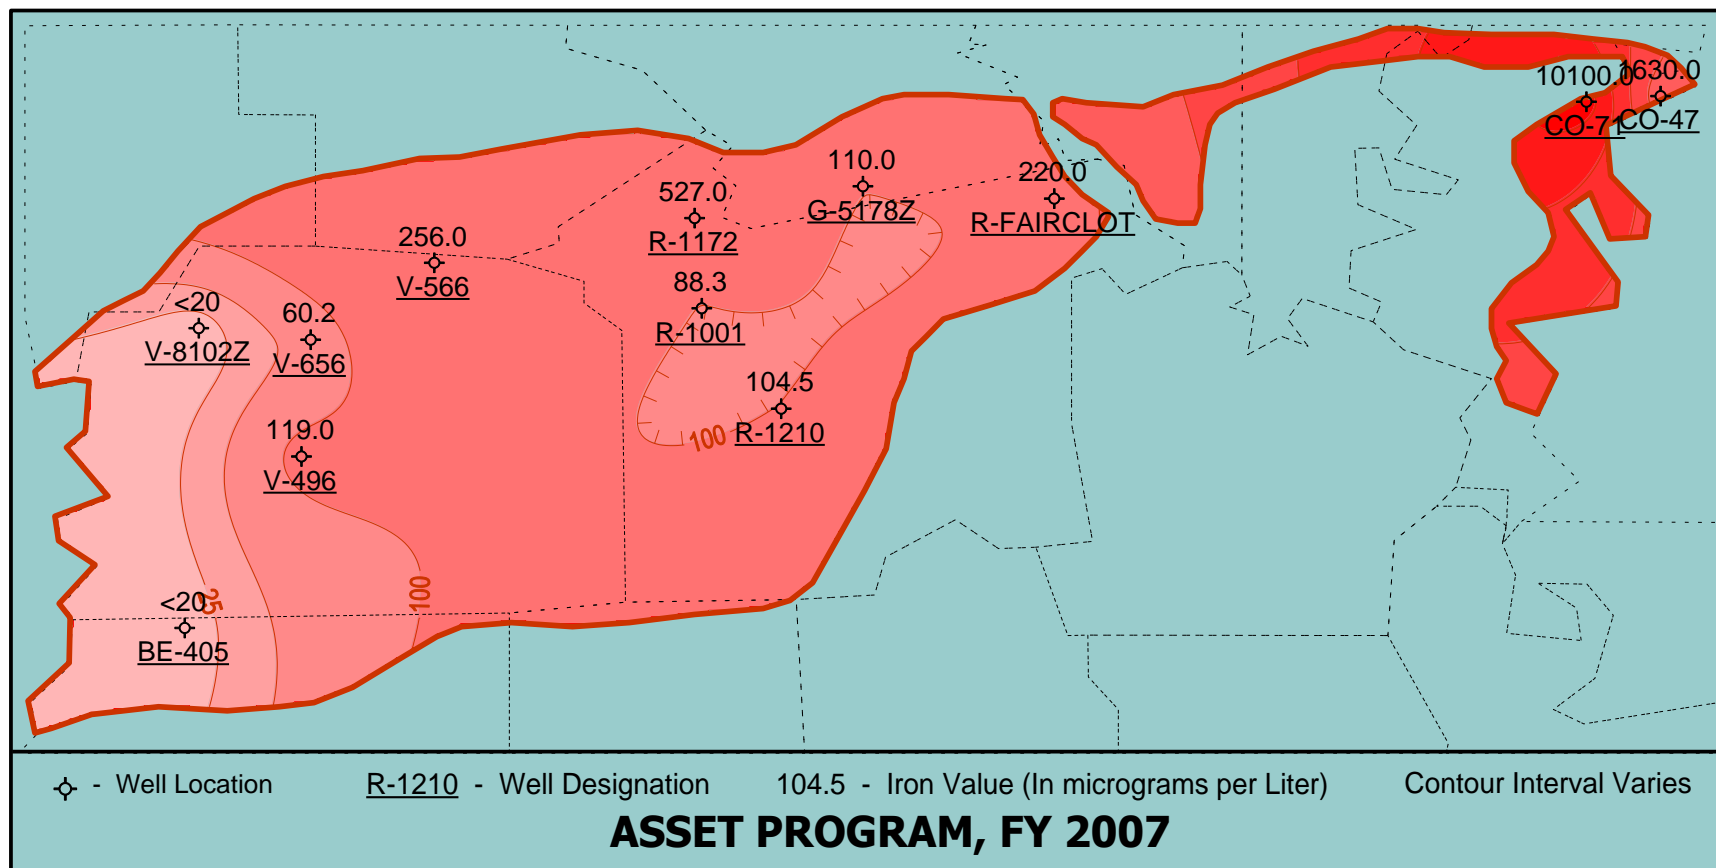 10100.0
1630.0
CO-71
CO-47
110.0
G-5178Z
220.0
R-FAIRCLOT
527.0
R-1172
256.0
V-566
88.3
R-1001
<20
V-8102Z
60.2
V-656
104.5
R-1210
100
119.0
V-496
100
25
<20
BE-405
- Well Location
R-1210 - Well Designation
104.5 - Iron Value (In micrograms per Liter)
Contour Interval Varies
ASSET PROGRAM, FY 2007